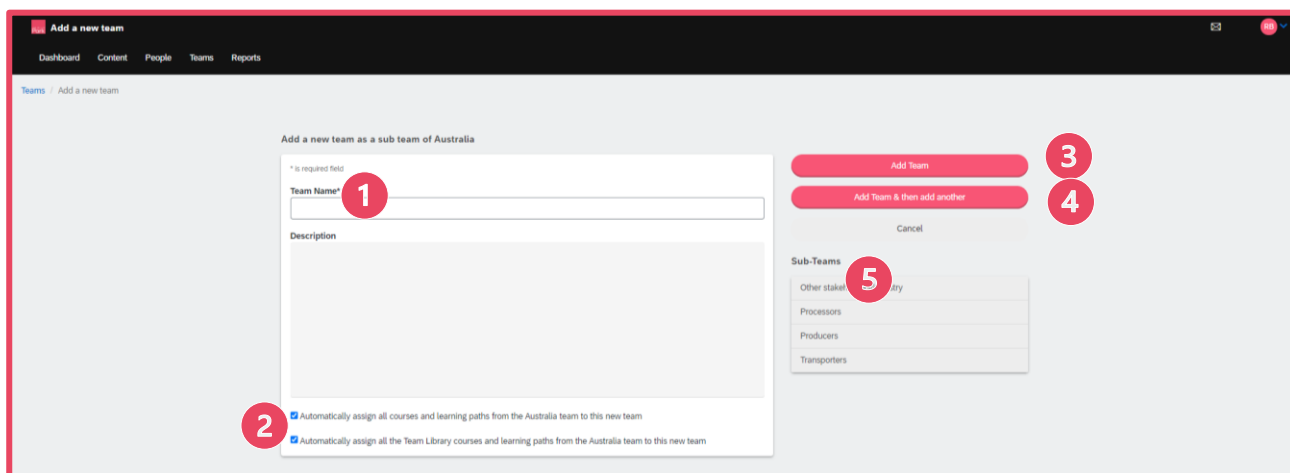 Add a new team
RB
Dashboard Content People Teams Reports
Teams / Add a new team
Add a new team as a sub team of Australia
* is required field
Team Name*
1
Description
2
Automatically assign all courses and learning paths from the Australia team to this new team
Automatically assign all the Team Library courses and learning paths from the Australia team to this new team
Add Team
3
Add Team & then add another
4
Cancel
Sub-Teams
5
Other try
Processors
Producers
Transporters